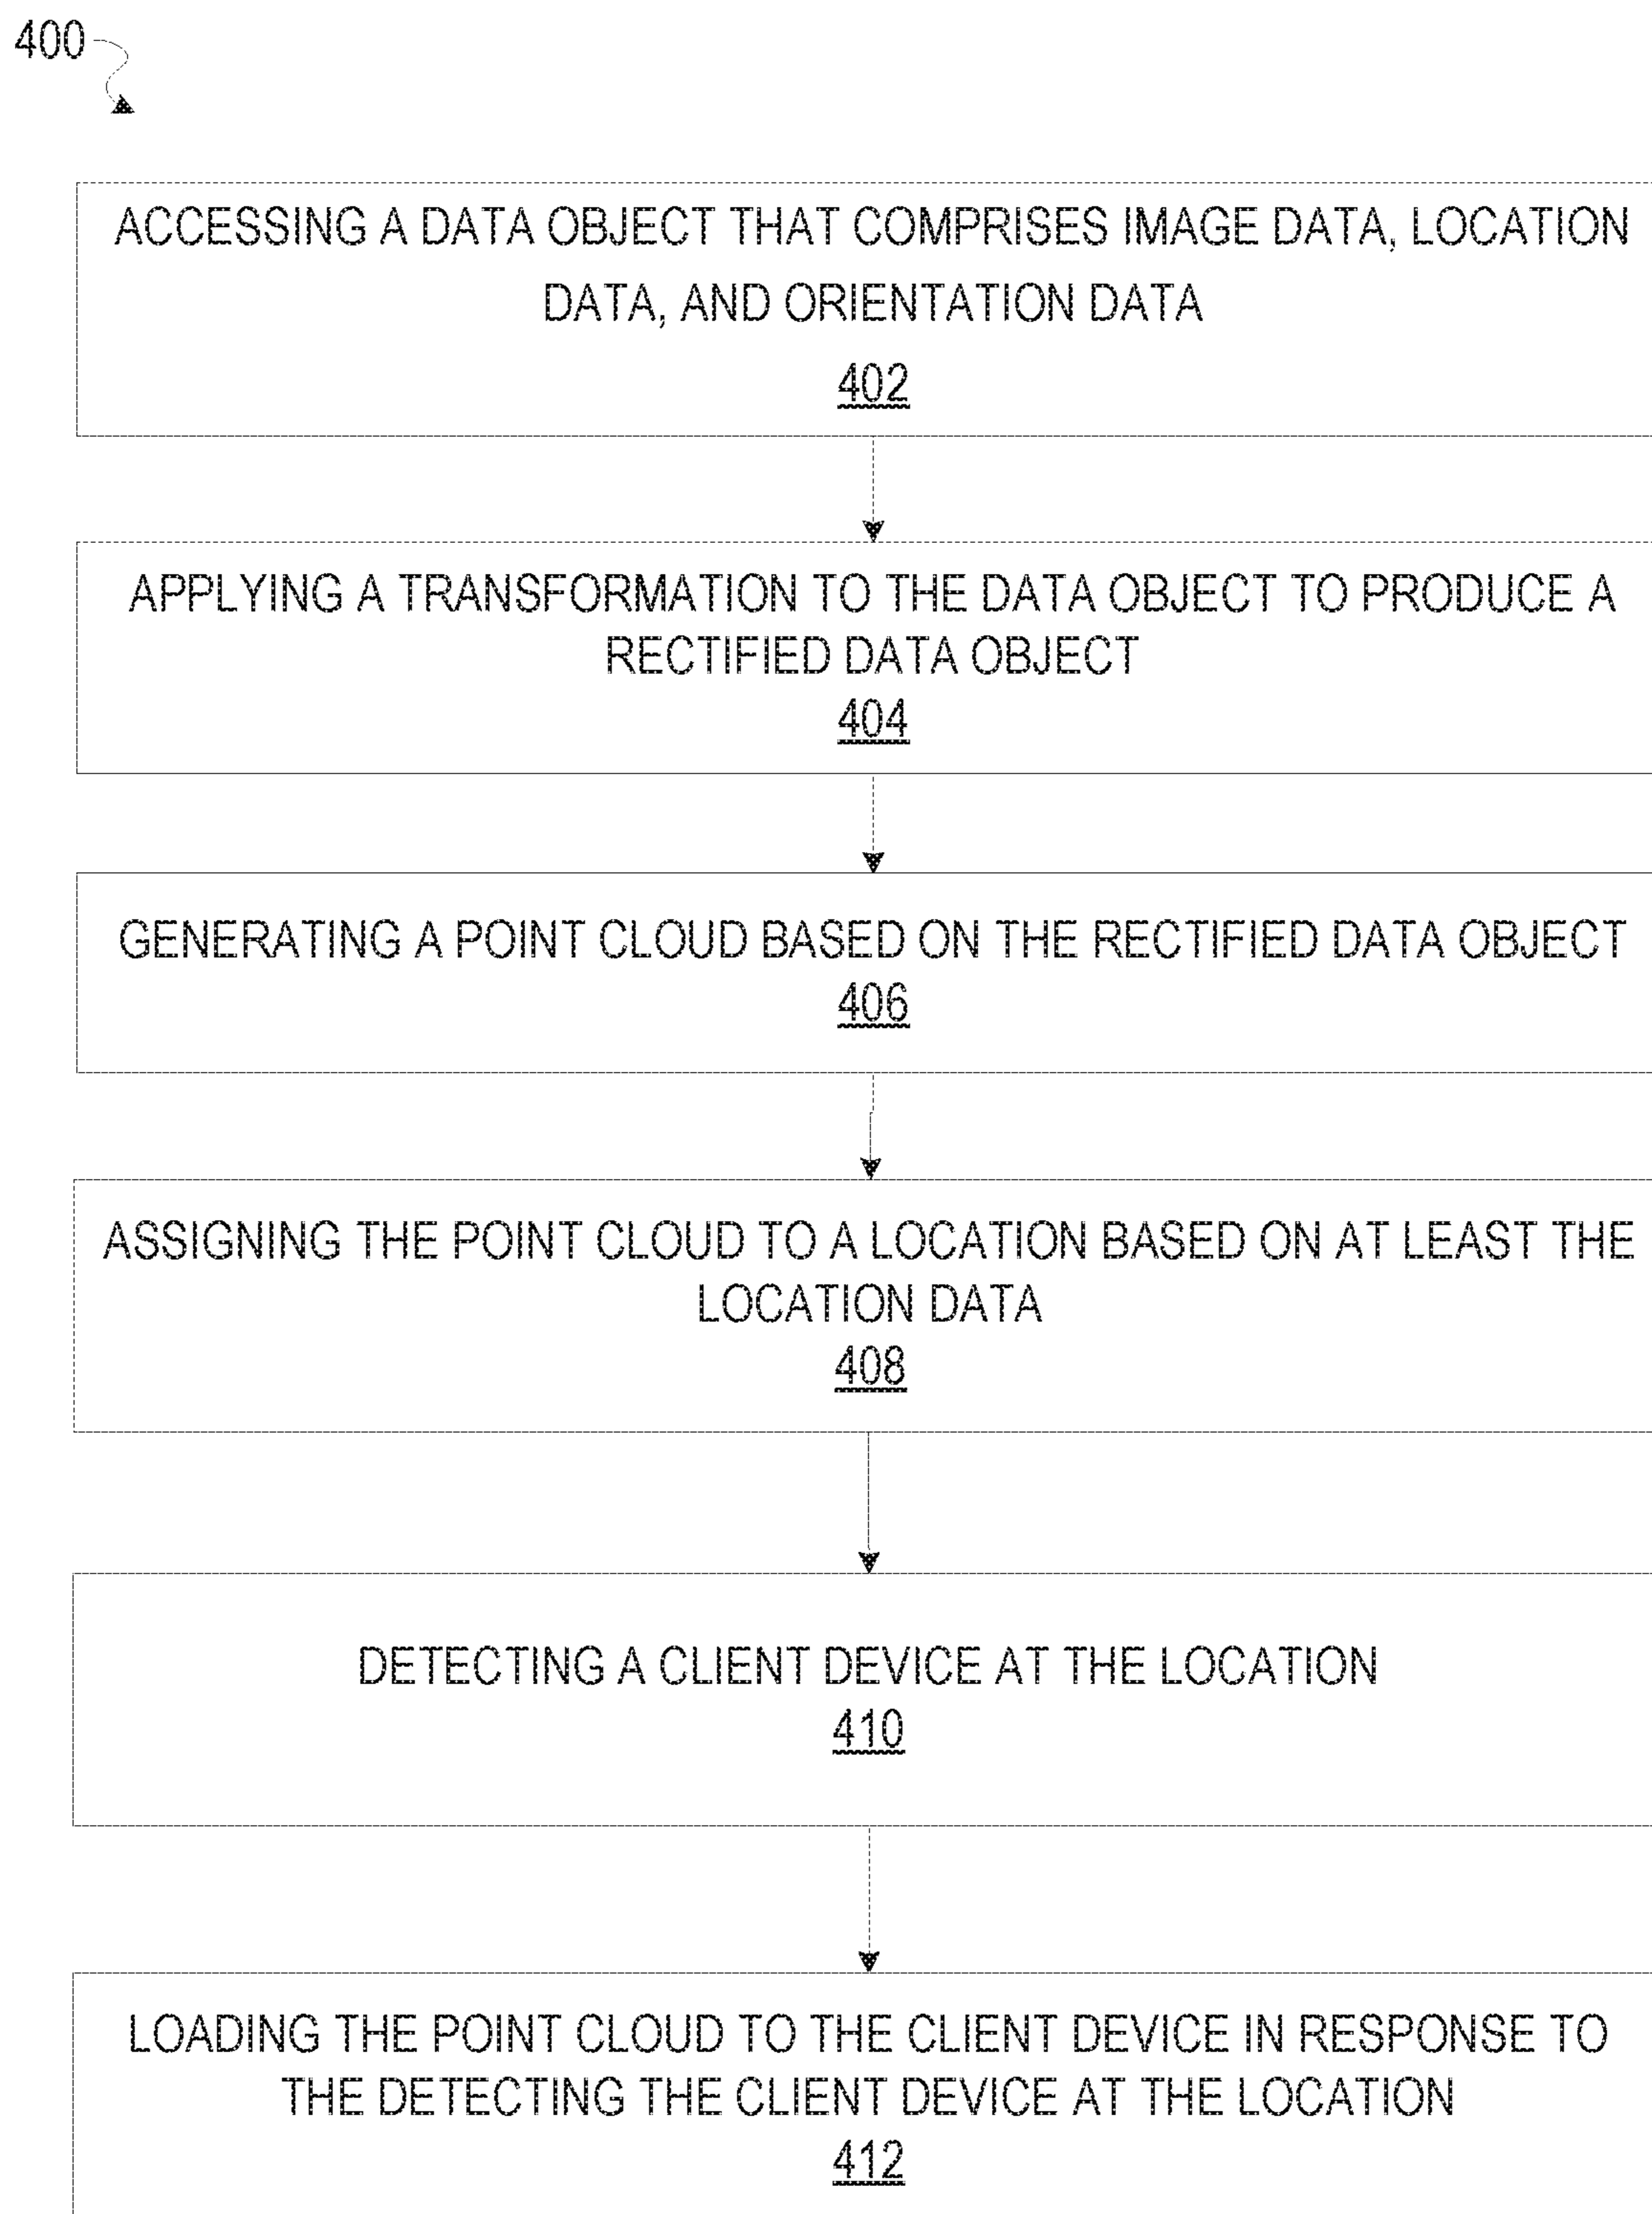 400
ACCESSING A DATA OBJECT THAT COMPRISES IMAGE DATA, LOCATION
DATA, AND ORIENTATION DATA
402
APPLYING A TRANSFORMATION TO THE DATA OBJECT TO PRODUCE A
RECTIFIED DATA OBJECT
404
GENERATING A POINT CLOUD BASED ON THE RECTIFIED DATA OBJECT
406
ASSIGNING THE POINT CLOUD TO A LOCATION BASED ON AT LEAST THE
LOCATION DATA
408
DETECTING A CLIENT DEVICE AT THE LOCATION
410
LOADING THE POINT CLOUD TO THE CLIENT DEVICE IN RESPONSE TO
THE DETECTING THE CLIENT DEVICE AT THE LOCATION
412